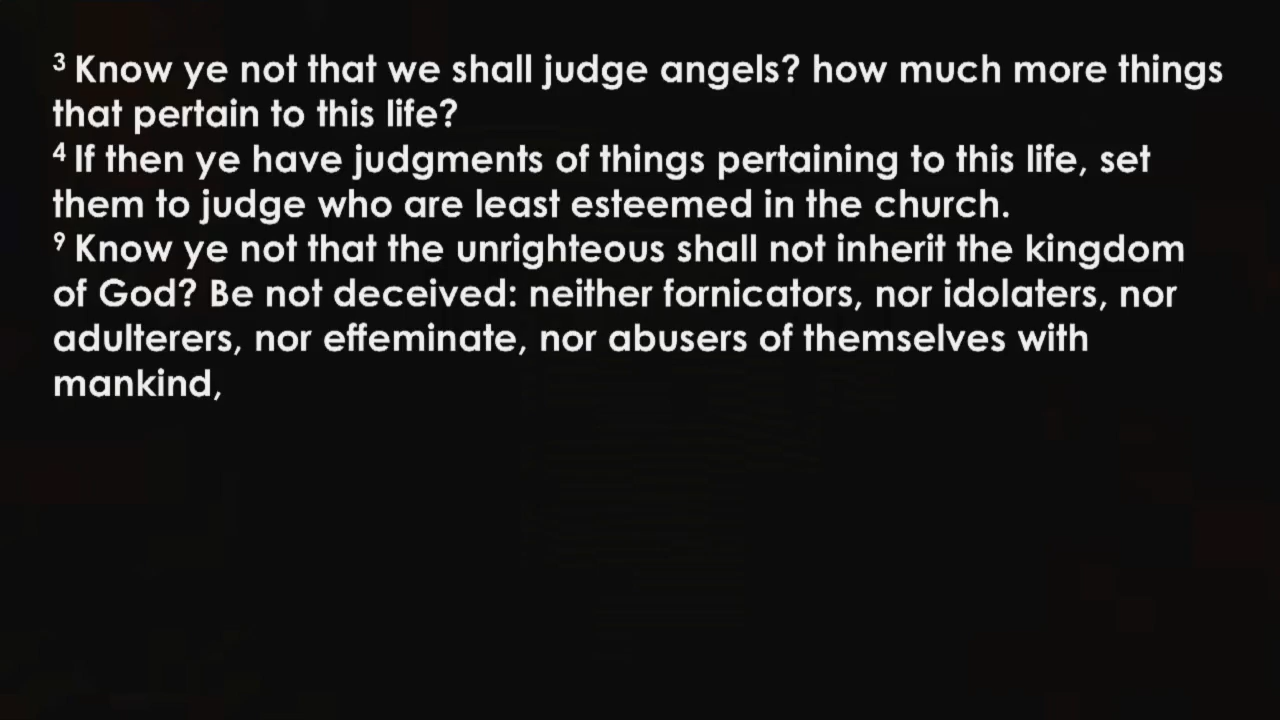 ³ Know ye not that we shall judge angels? how much more things
that pertain to this life?
⁴ If then ye have judgments of things pertaining to this life, set
them to judge who are least esteemed in the church.
⁹ Know ye not that the unrighteous shall not inherit the kingdom
of God? Be not deceived: neither fornicators, nor idolaters, nor
adulterers, nor effeminate, nor abusers of themselves with
mankind,